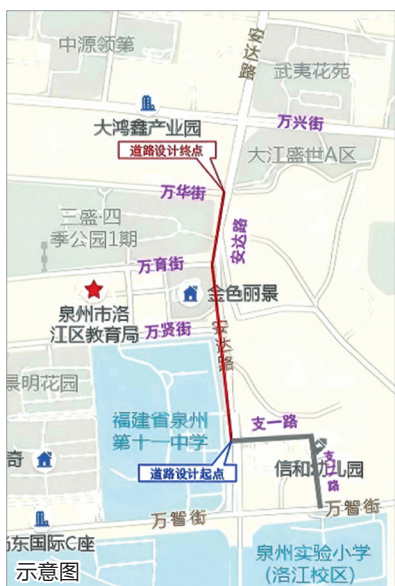 中源领第
安达路
武夷花苑
大鸿鑫产业园
万兴街
道路设计终点
大江盛世A区
万华街
三盛·四
季公园1期
安达路
万育街
金色丽景
泉州市洛
江区教育局
万贤街
安达路
景明花园
福建省泉州
第十一中学
支一路
奇
道路设计起点
信和幼儿园
万智街
万智街
东国际C座
泉州实验小学
(洛江校区)
示意图